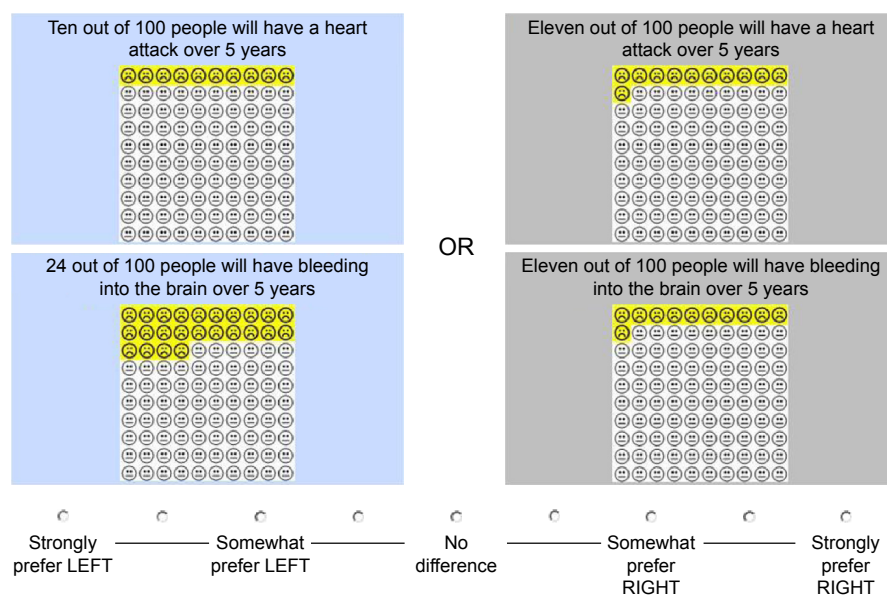 Ten out of 100 people will have a heart
attack over 5 years
Eleven out of 100 people will have a heart
attack over 5 years
OR
24 out of 100 people will have bleeding
into the brain over 5 years
Eleven out of 100 people will have bleeding
into the brain over 5 years
Strongly
prefer LEFT
Somewhat
prefer LEFT
No
difference
Somewhat
prefer
RIGHT
Strongly
prefer
RIGHT